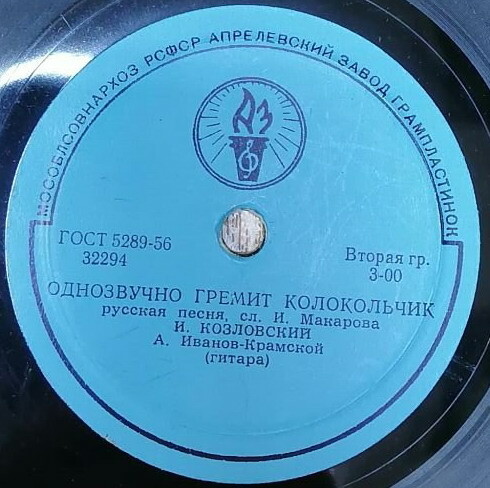 МОСОБЛСОВНАРХОЗ РСФСР АПРЕЛЕВСКИЙ ЗАВОД ГРАМПЛАСТИНОК
АЗ
ГОСТ 5289-56
32294
Вторая гр.
3-00
ОДНОЗВУЧНО ГРЕМИТ КОЛОКОЛЬЧИК
русская песня, сл. И. Макарова
И. КОЗЛОВСКИЙ
А. Иванов-Крамской
(гитара)